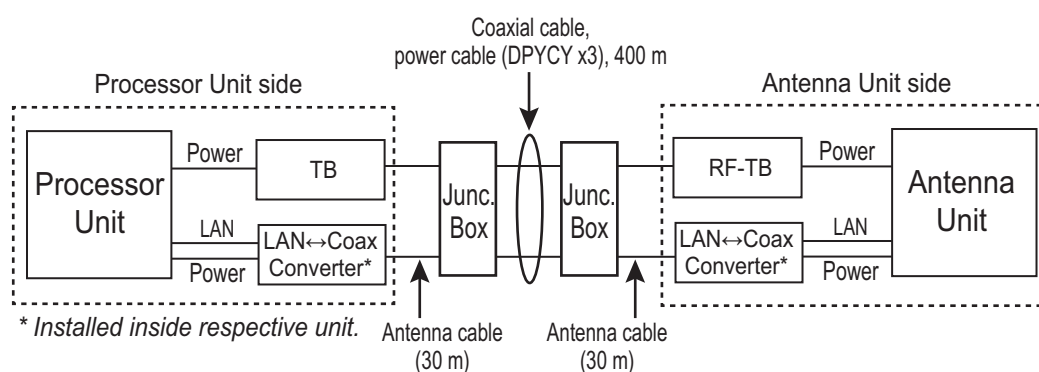 Coaxial cable,
power cable (DPYCY x3), 400 m
Processor Unit side
Antenna Unit side
Processor
Unit
Power
TB
LAN
Power
LAN↔Coax
Converter*
Junc.
Box
Junc.
Box
RF-TB
Power
LAN↔Coax
Converter*
LAN
Power
Antenna
Unit
* Installed inside respective unit.
Antenna cable
(30 m)
Antenna cable
(30 m)